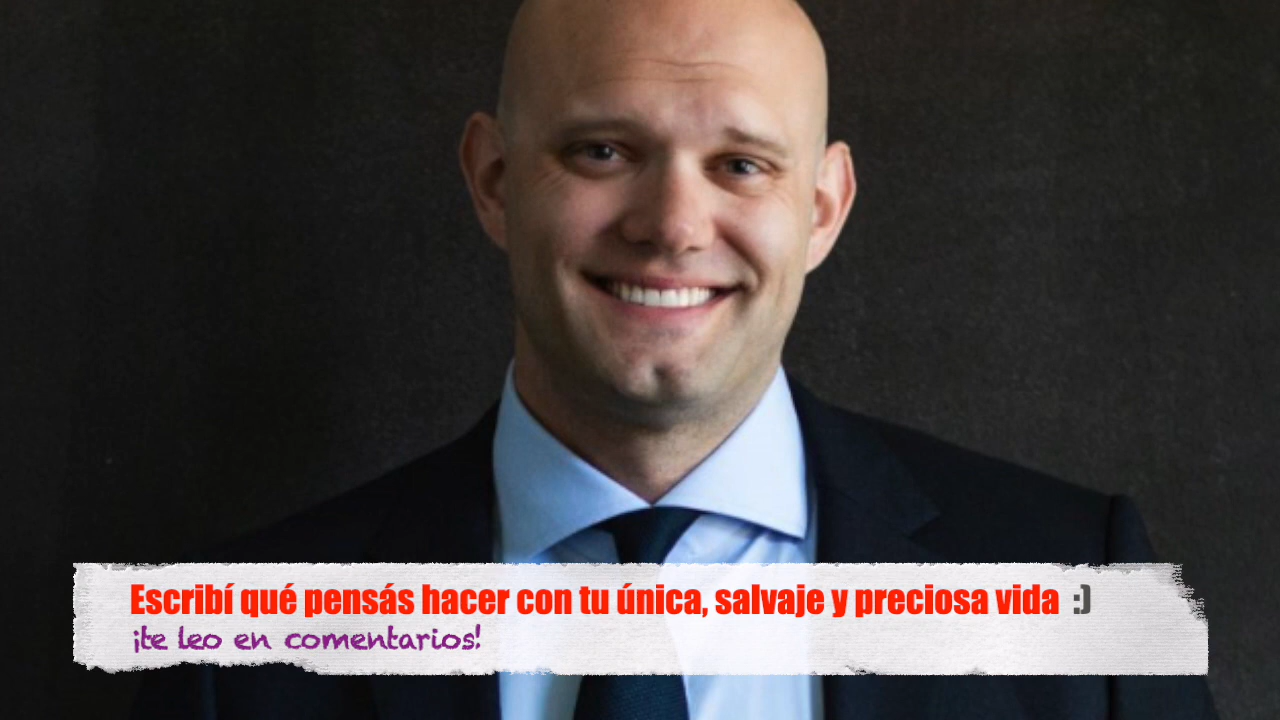 Escribí qué pensás hacer con tu única, salvaje y preciosa vida :)
¡te leo en comentarios!